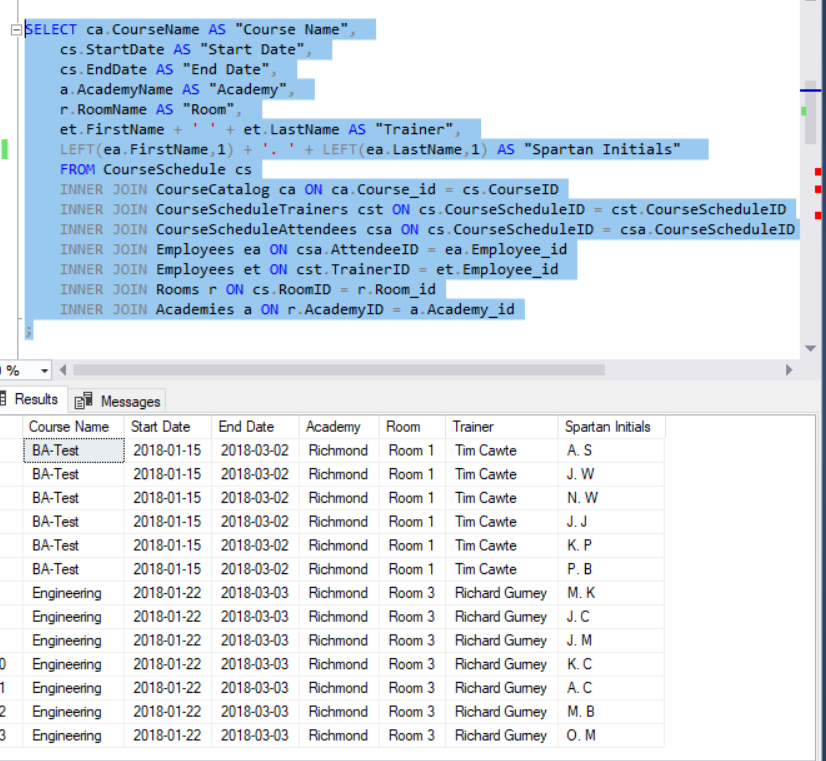 SELECT ca.CourseName AS "Course Name",
cs.StartDate AS "Start Date",
cs.EndDate AS "End Date",
a.AcademyName AS "Academy",
r.RoomName AS "Room",
et.FirstName + ' ' + et.LastName AS "Trainer",
LEFT(ea.FirstName,1) + '. ' + LEFT(ea.LastName,1) AS "Spartan Initials"
FROM CourseSchedule cs
INNER JOIN CourseCatalog ca ON ca.Course_id = cs.CourseID
INNER JOIN CourseScheduleTrainers cst ON cs.CourseScheduleID = cst.CourseScheduleID
INNER JOIN CourseScheduleAttendees csa ON cs.CourseScheduleID = csa.CourseScheduleID
INNER JOIN Employees ea ON csa.AttendeeID = ea.Employee_id
INNER JOIN Employees et ON cst.TrainerID = et.Employee_id
INNER JOIN Rooms r ON cs.RoomID = r.Room_id
INNER JOIN Academies a ON r.AcademyID = a.Academy_id
;
%
Results Messages
Course Name Start Date End Date Academy Room Trainer Spartan Initials
BA-Test 2018-01-15 2018-03-02 Richmond Room 1 Tim Cawte A. S
BA-Test 2018-01-15 2018-03-02 Richmond Room 1 Tim Cawte J. W
BA-Test 2018-01-15 2018-03-02 Richmond Room 1 Tim Cawte N. W
BA-Test 2018-01-15 2018-03-02 Richmond Room 1 Tim Cawte J. J
BA-Test 2018-01-15 2018-03-02 Richmond Room 1 Tim Cawte K. P
BA-Test 2018-01-15 2018-03-02 Richmond Room 1 Tim Cawte P. B
Engineering 2018-01-22 2018-03-03 Richmond Room 3 Richard Gurney M. K
Engineering 2018-01-22 2018-03-03 Richmond Room 3 Richard Gurney J. C
Engineering 2018-01-22 2018-03-03 Richmond Room 3 Richard Gurney J. M
0 Engineering 2018-01-22 2018-03-03 Richmond Room 3 Richard Gurney K. C
1 Engineering 2018-01-22 2018-03-03 Richmond Room 3 Richard Gurney A. C
2 Engineering 2018-01-22 2018-03-03 Richmond Room 3 Richard Gurney M. B
3 Engineering 2018-01-22 2018-03-03 Richmond Room 3 Richard Gurney O. M